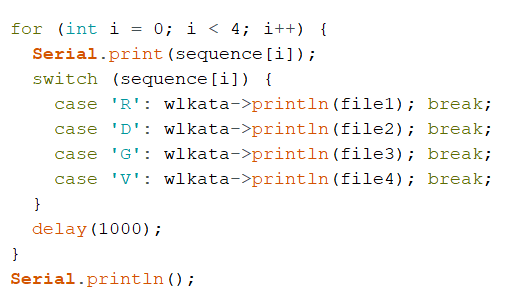 for (int i = 0; i < 4; i++) {
  Serial.print(sequence[i]);
  switch (sequence[i]) {
    case 'R': wlkata->println(file1); break;
    case 'D': wlkata->println(file2); break;
    case 'G': wlkata->println(file3); break;
    case 'V': wlkata->println(file4); break;
  }
  delay(1000);
}
Serial.println();